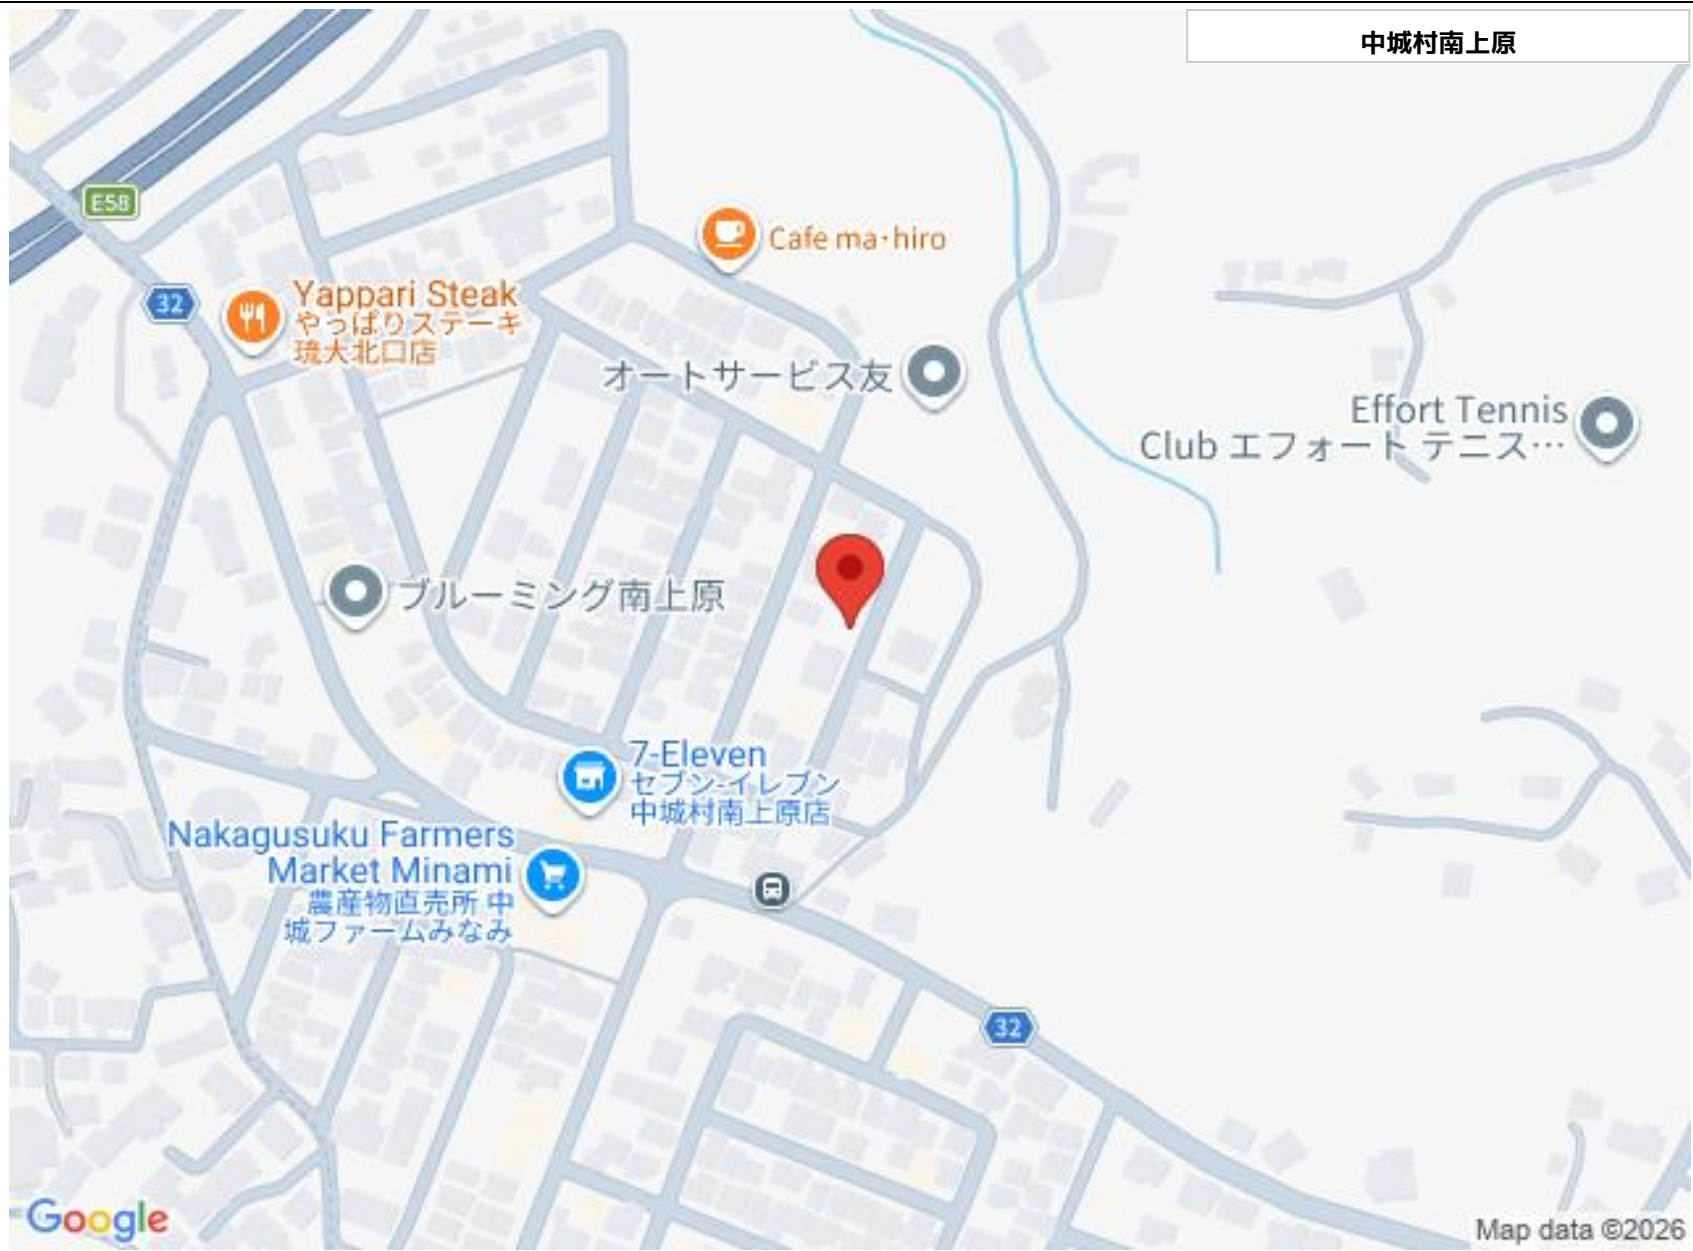 中城村南上原
E58
Cafe ma・hiro
32
Yappari Steak
やっぱりステーキ
琉大北口店
オートサービス友
Effort Tennis
Club エフォート テニス…
ブルーミング南上原
7-Eleven
セブン-イレブン
中城村南上原店
Nakagusuku Farmers
Market Minami
農産物直売所 中
城ファームみなみ
32
Google
Map data ©2026